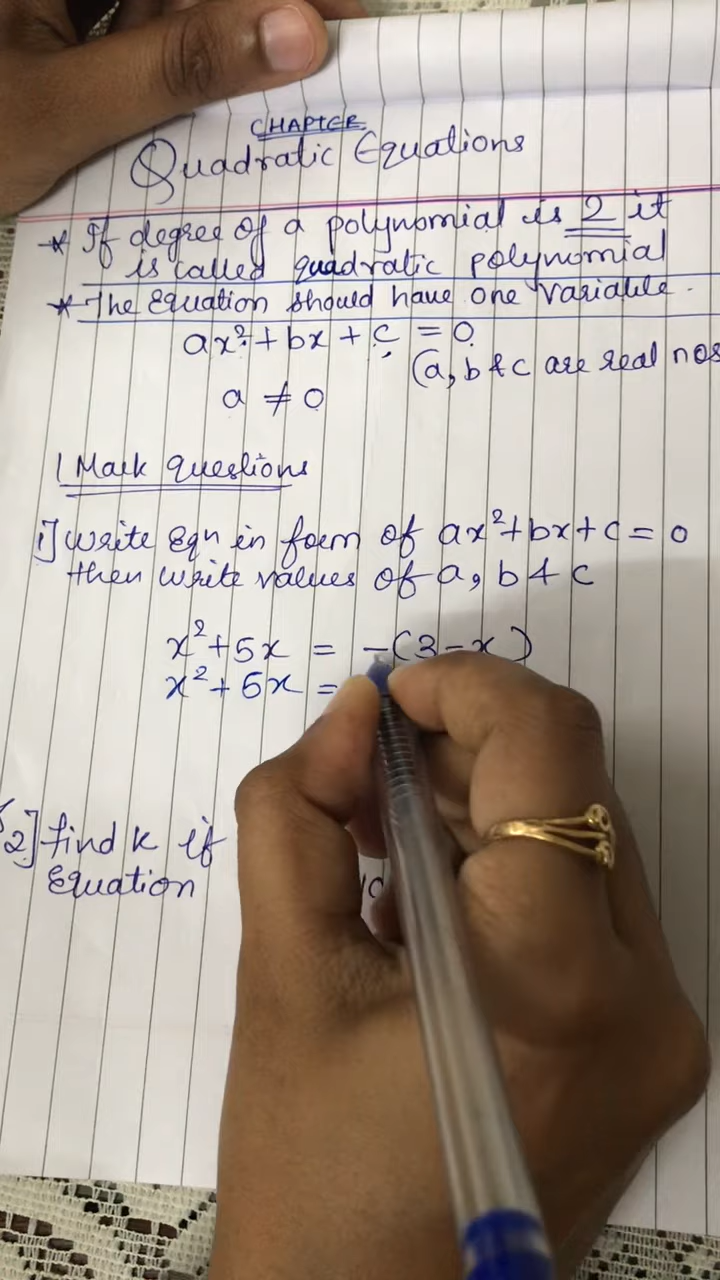 CHAPTER
Quadratic Equations
* If degree of a polynomial is 2 it
is called quadratic polynomial
* The Equation should have one variable.
ax²+bx+c = 0
(a, b & c are real nos
a ≠ 0
1 Mark questions
1] Write Eqn in form of ax²+bx+c = 0
then write values of a, b & c
x²+5x = -(3-x)
x²+5x =
2] find k if
Equation